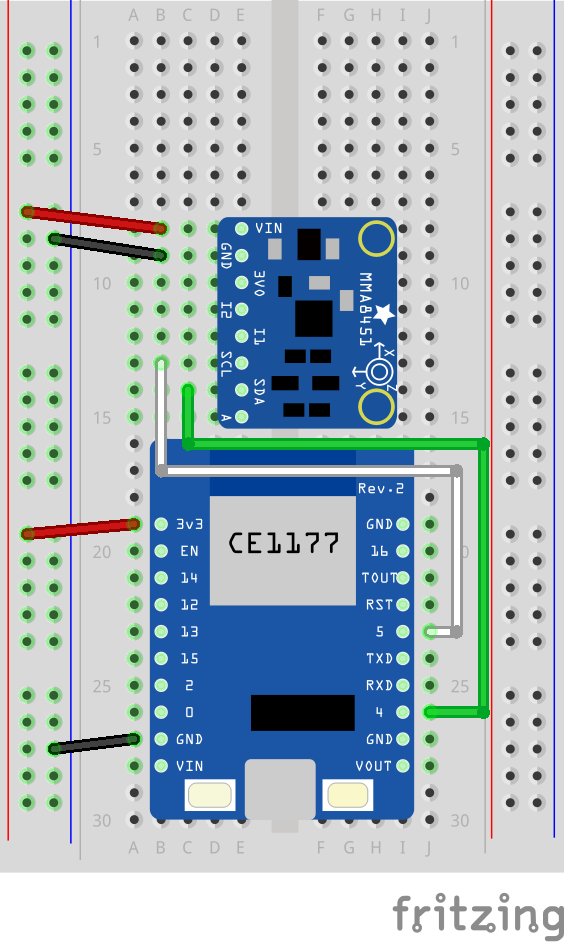 A B C D E F G H I J
1 1
5 5
VIN
GND
3VO
10 10
I2
I1
MMA8451
SCL
SDA
X
Y
Z
A
15 15
Rev.2
3v3 GND
CE1177
20 0
EN 16
14 TOUT
12 RST
13 5
15 TXD
25 2 RXD 25
0 4
GND GND
VIN VOUT
30 30
A B C D E F G H I J
fritzing